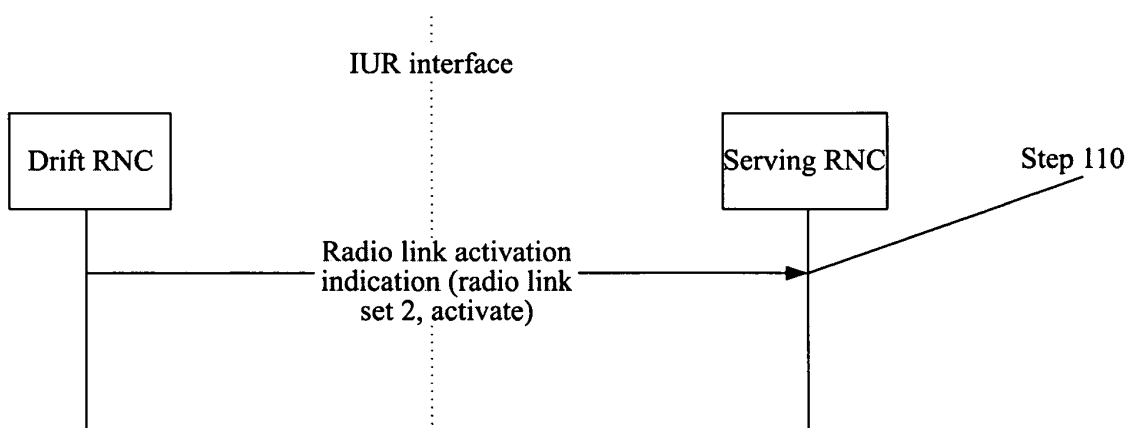 IUR interface
Drift RNC
Serving RNC
Step 110
Radio link activation
indication (radio link
set 2, activate)